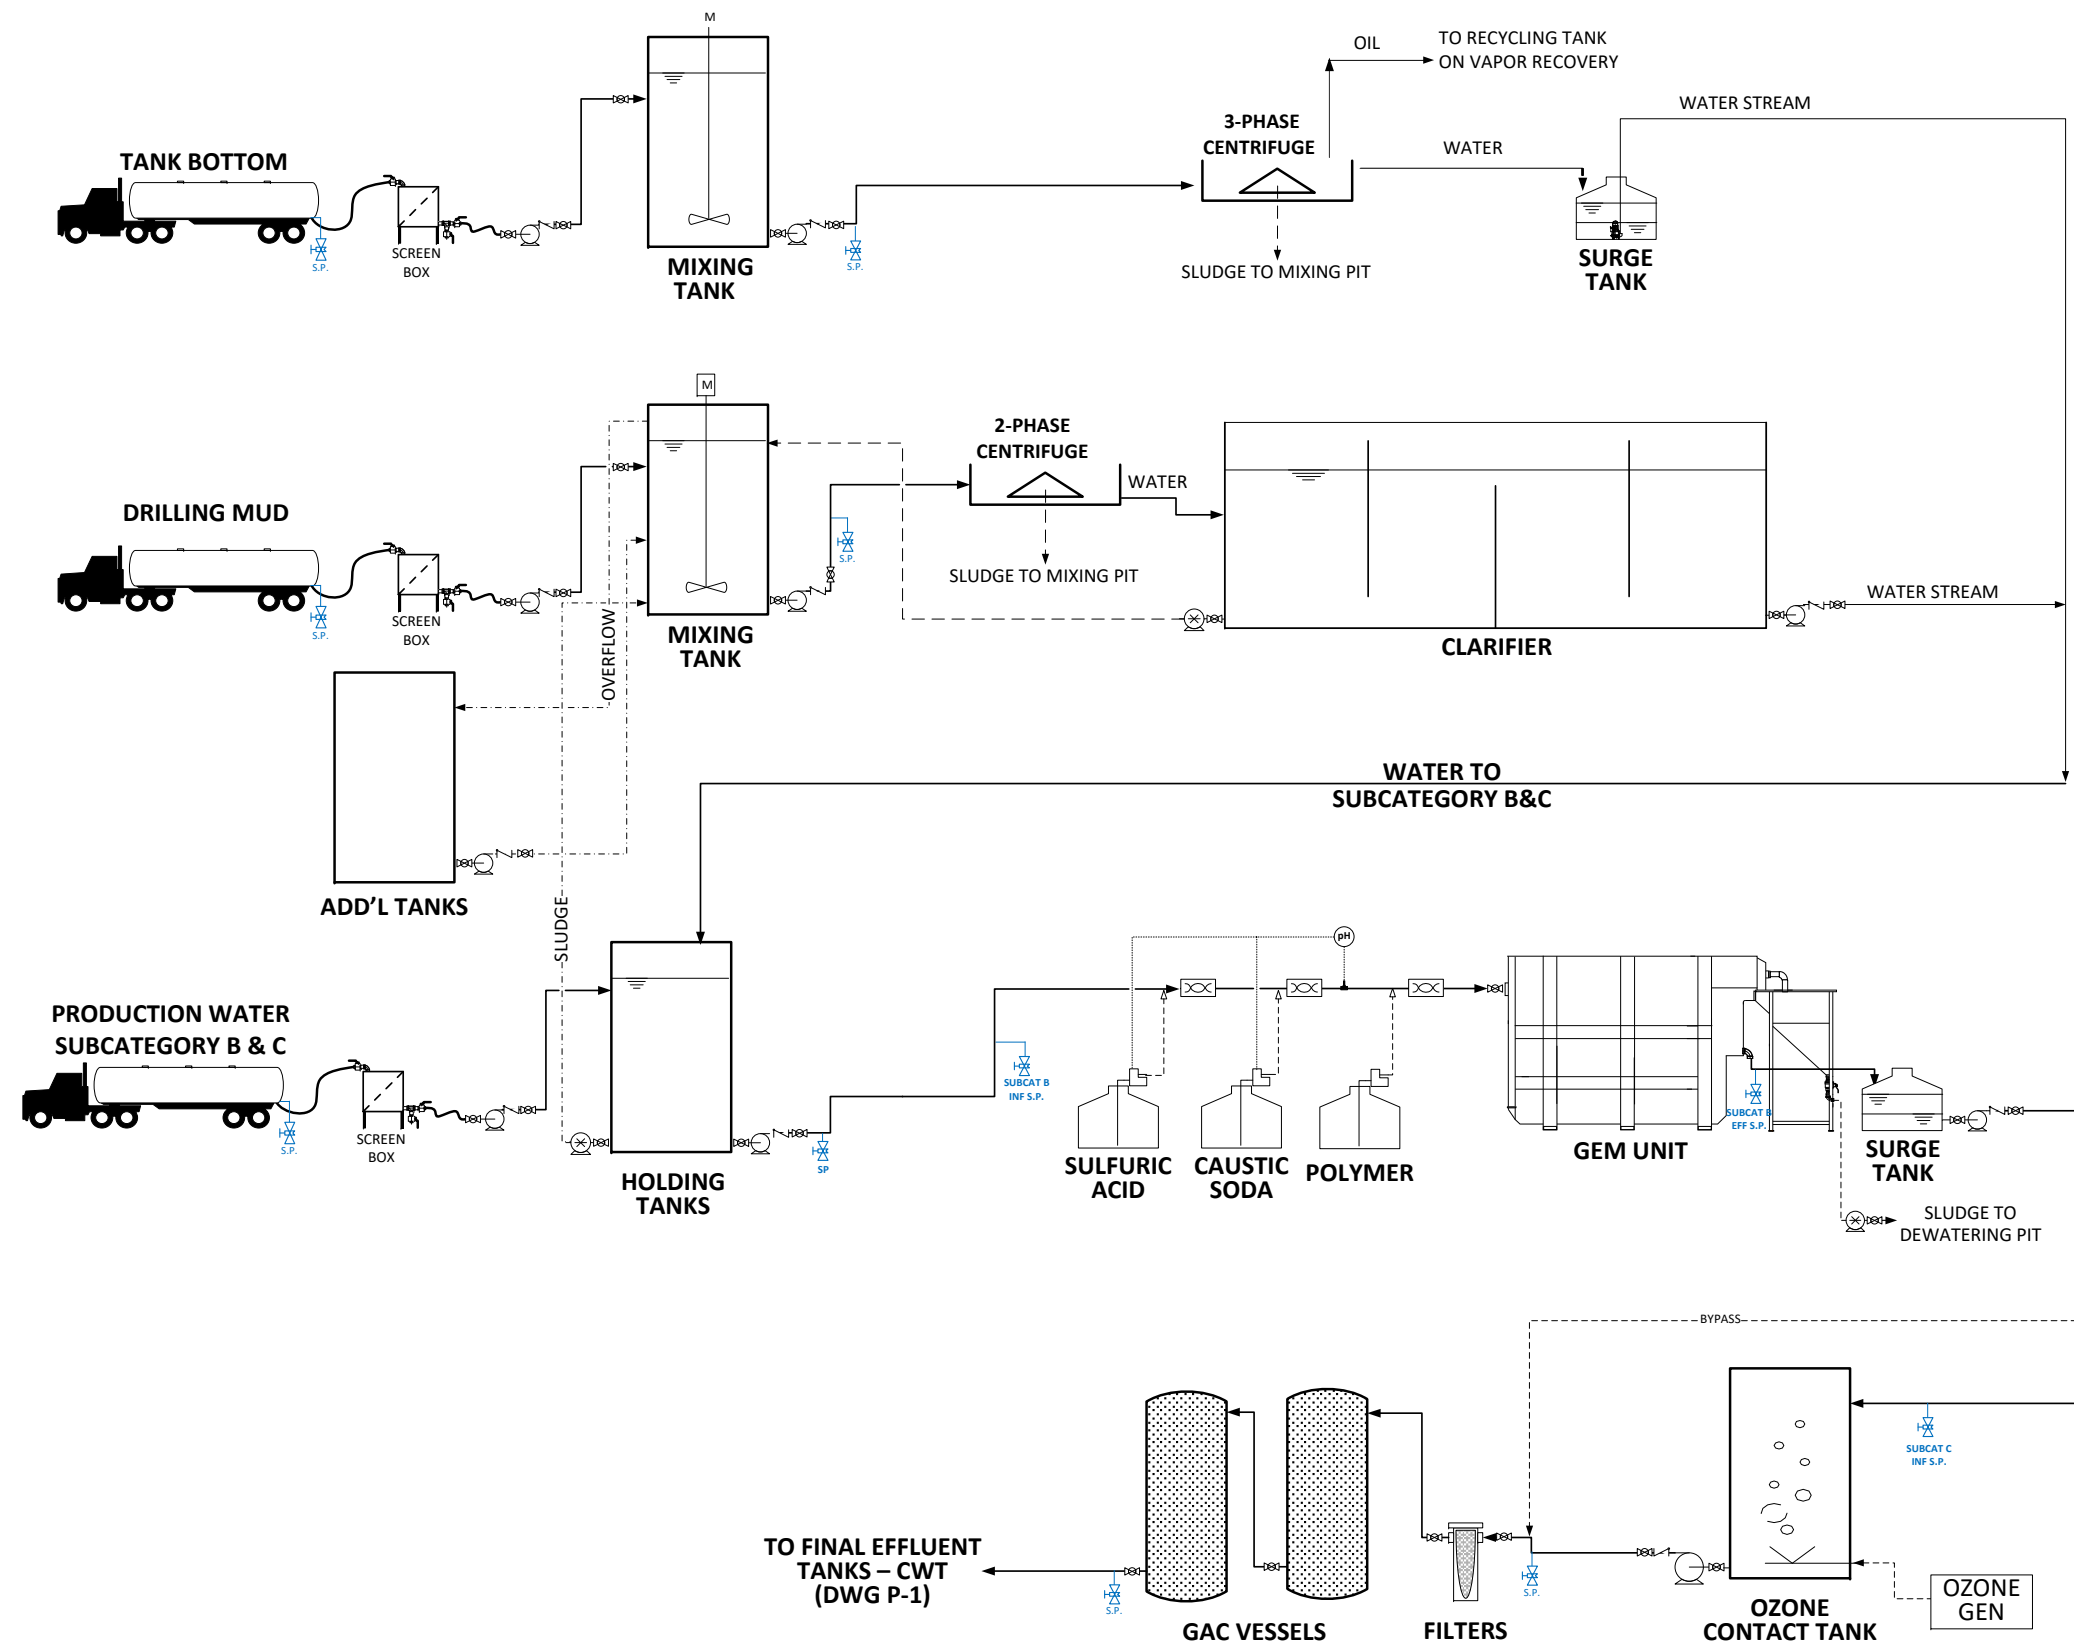 M
OIL
TO RECYCLING TANK
ON VAPOR RECOVERY
WATER STREAM
3-PHASE
CENTRIFUGE
WATER
TANK BOTTOM
S.P.
SCREEN
BOX
MIXING
TANK
S.P.
SLUDGE TO MIXING PIT
SURGE
TANK
M
2-PHASE
CENTRIFUGE
WATER
DRILLING MUD
S.P.
SCREEN
BOX
S.P.
SLUDGE TO MIXING PIT
WATER STREAM
MIXING
TANK
CLARIFIER
OVERFLOW
WATER TO
SUBCATEGORY B&C
ADD'L TANKS
SLUDGE
pH
PRODUCTION WATER
SUBCATEGORY B & C
S.P.
SCREEN
BOX
HOLDING
TANKS
SP
SUBCAT B
INF S.P.
SULFURIC
ACID
CAUSTIC
SODA
POLYMER
GEM UNIT
SUBCAT B
EFF S.P.
SURGE
TANK
SLUDGE TO
DEWATERING PIT
BYPASS
SUBCAT C
INF S.P.
TO FINAL EFFLUENT
TANKS – CWT
(DWG P-1)
S.P.
GAC VESSELS
FILTERS
S.P.
OZONE
CONTACT TANK
OZONE
GEN